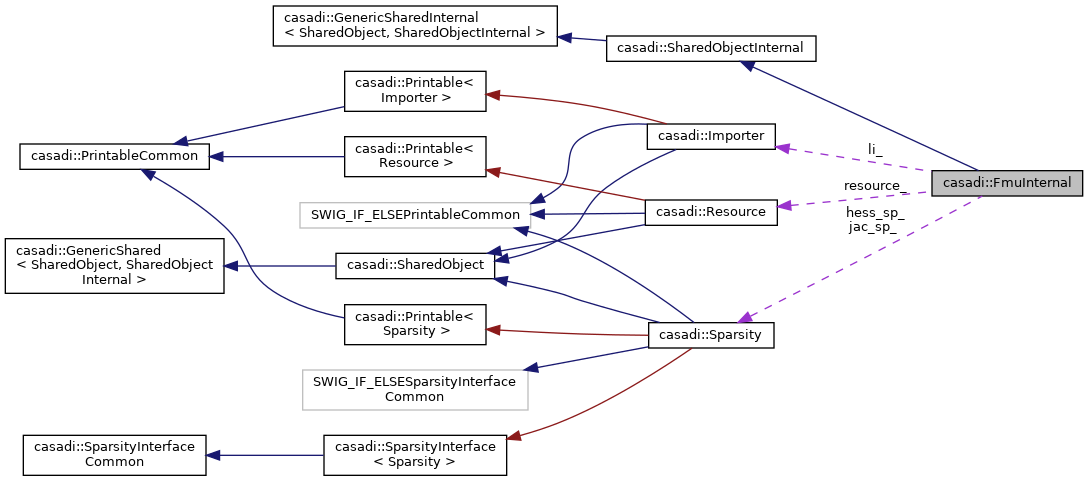 casadi::GenericSharedInternal
< SharedObject, SharedObjectInternal >
casadi::SharedObjectInternal
casadi::Printable<
Importer >
casadi::Importer
casadi::PrintableCommon
casadi::Printable<
Resource >
li_
casadi::FmuInternal
resource_
SWIG_IF_ELSEPrintableCommon
casadi::Resource
hess_sp_
jac_sp_
casadi::GenericShared
< SharedObject, SharedObject
Internal >
casadi::SharedObject
casadi::Printable<
Sparsity >
casadi::Sparsity
SWIG_IF_ELSESparsityInterface
Common
casadi::SparsityInterface
Common
casadi::SparsityInterface
< Sparsity >